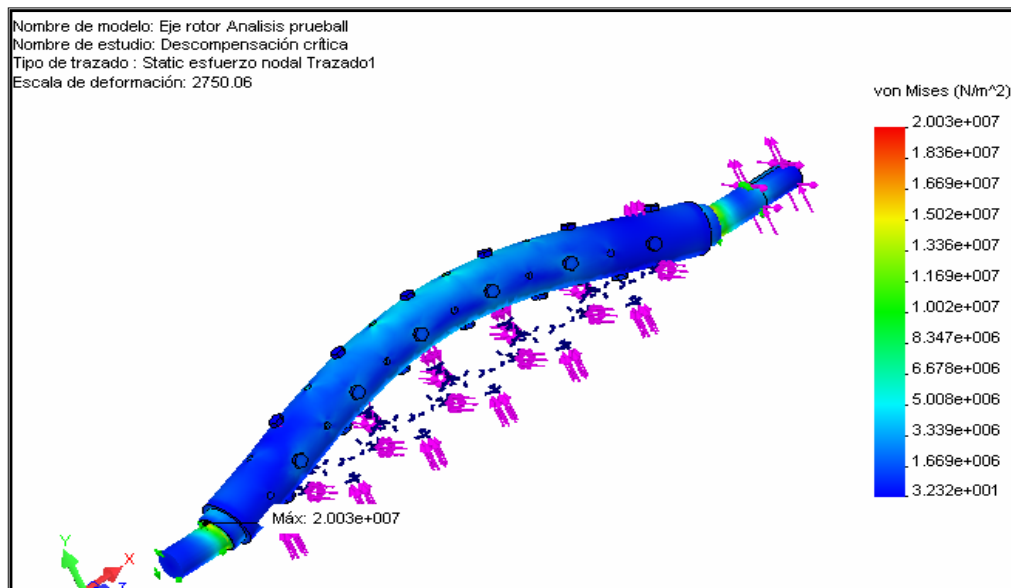 Nombre de modelo: Eje rotor Analisis pruebaII
Nombre de estudio: Descompensación crítica
Tipo de trazado : Static esfuerzo nodal Trazado1
Escala de deformación: 2750.06
von Mises (N/m^2)
2.003e+007
1.836e+007
1.669e+007
1.502e+007
1.336e+007
1.169e+007
1.002e+007
8.347e+006
6.678e+006
5.008e+006
3.339e+006
1.669e+006
3.232e+001
Máx: 2.003e+007
Y
X
Z